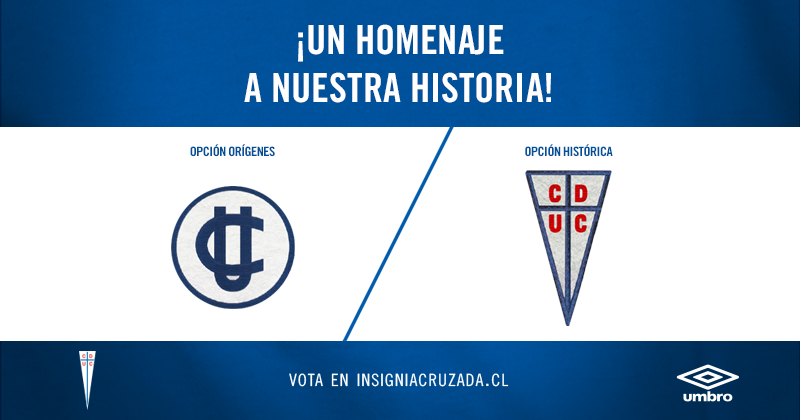 ¡UN HOMENAJE
A NUESTRA HISTORIA!
OPCIÓN ORÍGENES
OPCIÓN HISTÓRICA
UC
C D
U C
C D
U C
VOTA EN INSIGNIACRUZADA.CL
umbro